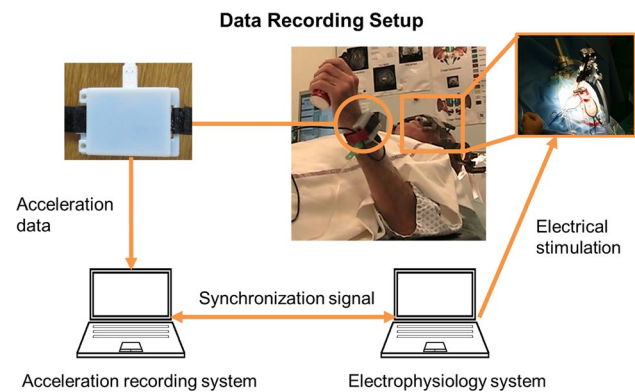 Data Recording Setup
Acceleration
data
Electrical
stimulation
Synchronization signal
Acceleration recording system
Electrophysiology system